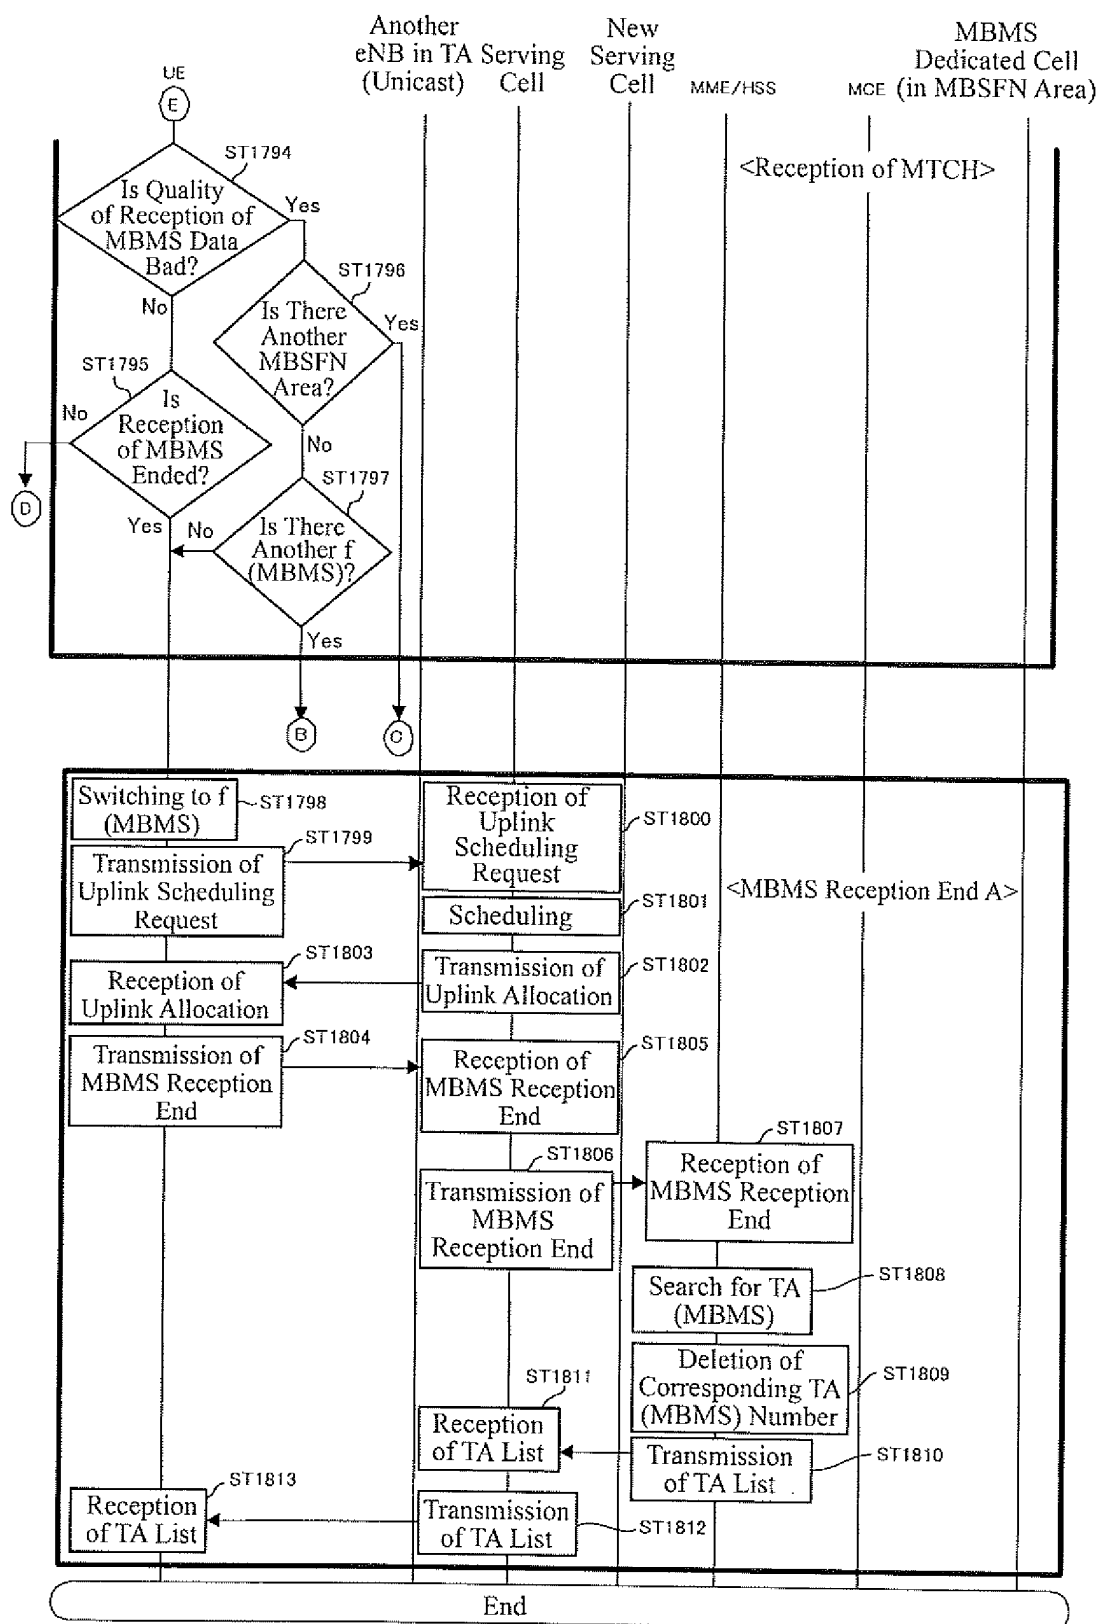 UE
Another
eNB in TA
(Unicast)
Serving
Cell
New
Serving
Cell
MME/HSS
MCE
MBMS
Dedicated Cell
(in MBSFN Area)
E
ST1794
<Reception of MTCH>
Is Quality
of Reception of
MBMS Data
Bad?
Yes
No
ST1796
Is There
Another
MBSFN
Area?
Yes
No
ST1795
Is
Reception
of MBMS
Ended?
No
Yes
D
ST1797
Is There
Another f
(MBMS)?
No
Yes
B
C
Switching to f
(MBMS)
ST1798
Reception of
Uplink
Scheduling
Request
ST1800
ST1799
Transmission of
Uplink Scheduling
Request
<MBMS Reception End A>
Scheduling
ST1801
ST1803
Reception of
Uplink Allocation
Transmission of
Uplink Allocation
ST1802
ST1804
Transmission of
MBMS Reception
End
Reception of
MBMS Reception
End
ST1805
ST1806
Transmission of
MBMS
Reception End
ST1807
Reception of
MBMS Reception
End
Search for TA
(MBMS)
ST1808
Deletion of
Corresponding TA
(MBMS) Number
ST1809
ST1811
Reception
of TA List
Transmission
of TA List
ST1810
ST1813
Reception
of TA List
Transmission
of TA List
ST1812
End